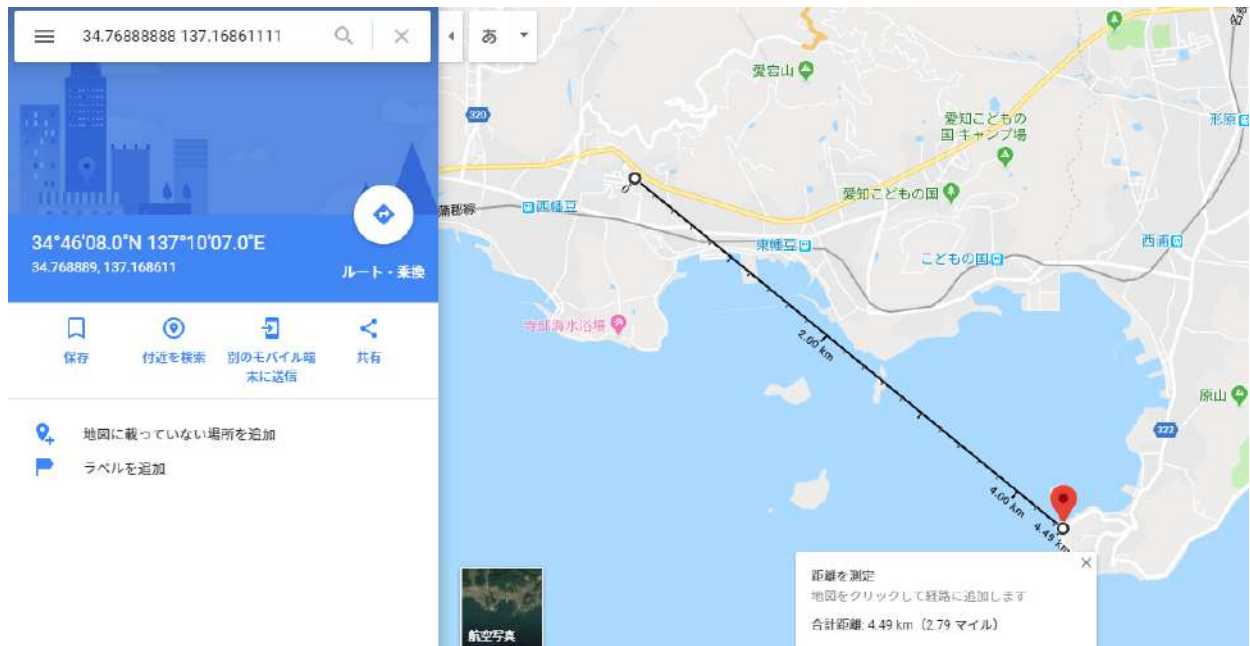 34.76888888 137.16861111
あ
34°46'08.0"N 137°10'07.0"E
34.768889, 137.168611
ルート・乗換
保存
付近を検索
別のモバイル端
末に送信
共有
地図に載っていない場所を追加
ラベルを追加
愛宕山
320
愛知こどもの
国 キャンプ場
形原
愛知こどもの国
蒲郡線
西幡豆
東幡豆
こどもの国
西浦
寺部海水浴場
2.00 km
原山
322
4.00 km
4.49 km
航空写真
距離を測定
地図をクリックして経路に追加します
合計距離: 4.49 km（2.79 マイル）